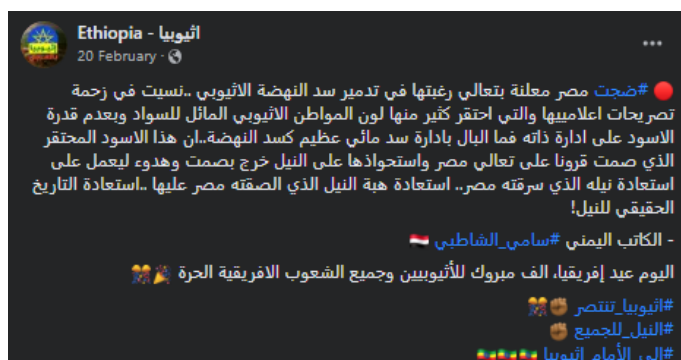 Ethiopia - اثيوبيا
20 February ·
🔴 #ضجت مصر معلنة بتعالي رغبتها في تدمير سد النهضة الاثيوبي ..نسيت في زحمة
تصريحات اعلامييها والتي احتقر كثير منها لون المواطن الاثيوبي المائل للسواد وبعدم قدرة
الاسود على ادارة ذاته فما البال بادارة سد مائي عظيم كسد النهضة..ان هذا الاسود المحتقر
الذي صمت قرونا على تعالي مصر واستحواذها على النيل خرج بصمت وهدوء ليعمل على
استعادة نيله الذي سرقته مصر.. استعادة هبة النيل الذي الصقته مصر عليها ..استعادة التاريخ
الحقيقي للنيل!
- الكاتب اليمني #سامي_الشاطبي 🇾🇪
اليوم عيد إفريقيا، الف مبروك للأثيوبيين وجميع الشعوب الافريقية الحرة 🎉🎊
#اثيوبيا_تنتصر ✊🏾🎊
#النيل_للجميع ✊🏾
#إلى_الأمام_إثيوبيا 🇪🇹🇪🇹🇪🇹